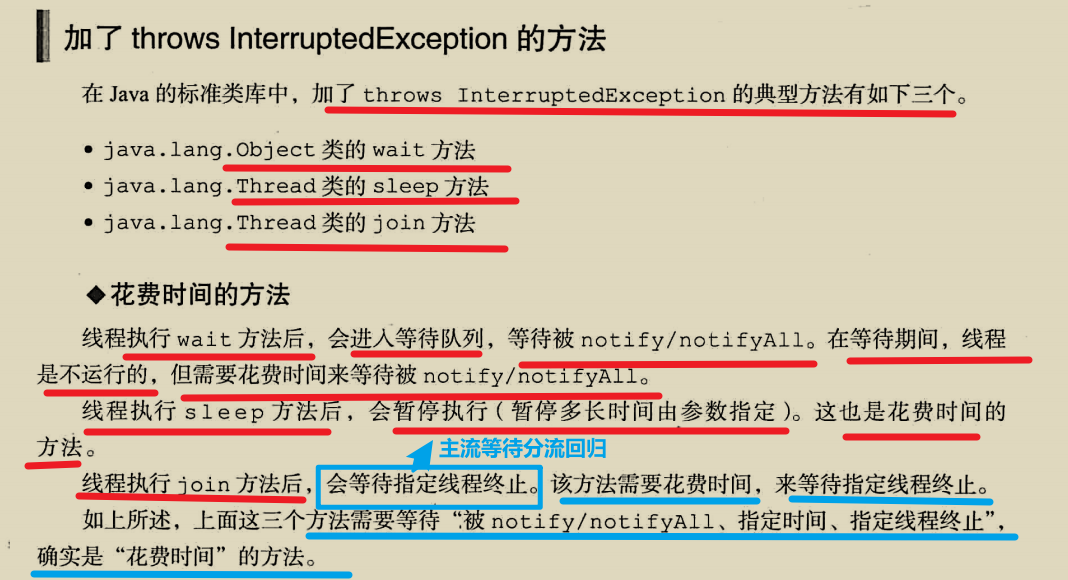 加了 throws InterruptedException 的方法
在 Java 的标准类库中，加了 throws InterruptedException 的典型方法有如下三个。
• java.lang.Object 类的 wait 方法
• java.lang.Thread 类的 sleep 方法
• java.lang.Thread 类的 join 方法
◆花费时间的方法
线程执行 wait 方法后，会进入等待队列，等待被 notify/notifyAll。在等待期间，线程
是不运行的，但需要花费时间来等待被 notify/notifyAll。
线程执行 sleep 方法后，会暂停执行（暂停多长时间由参数指定）。这也是花费时间的
方法。
主流等待分流回归
线程执行 join 方法后，会等待指定线程终止。该方法需要花费时间，来等待指定线程终止。
如上所述，上面这三个方法需要等待“被 notify/notifyAll、指定时间、指定线程终止”，
确实是“花费时间”的方法。